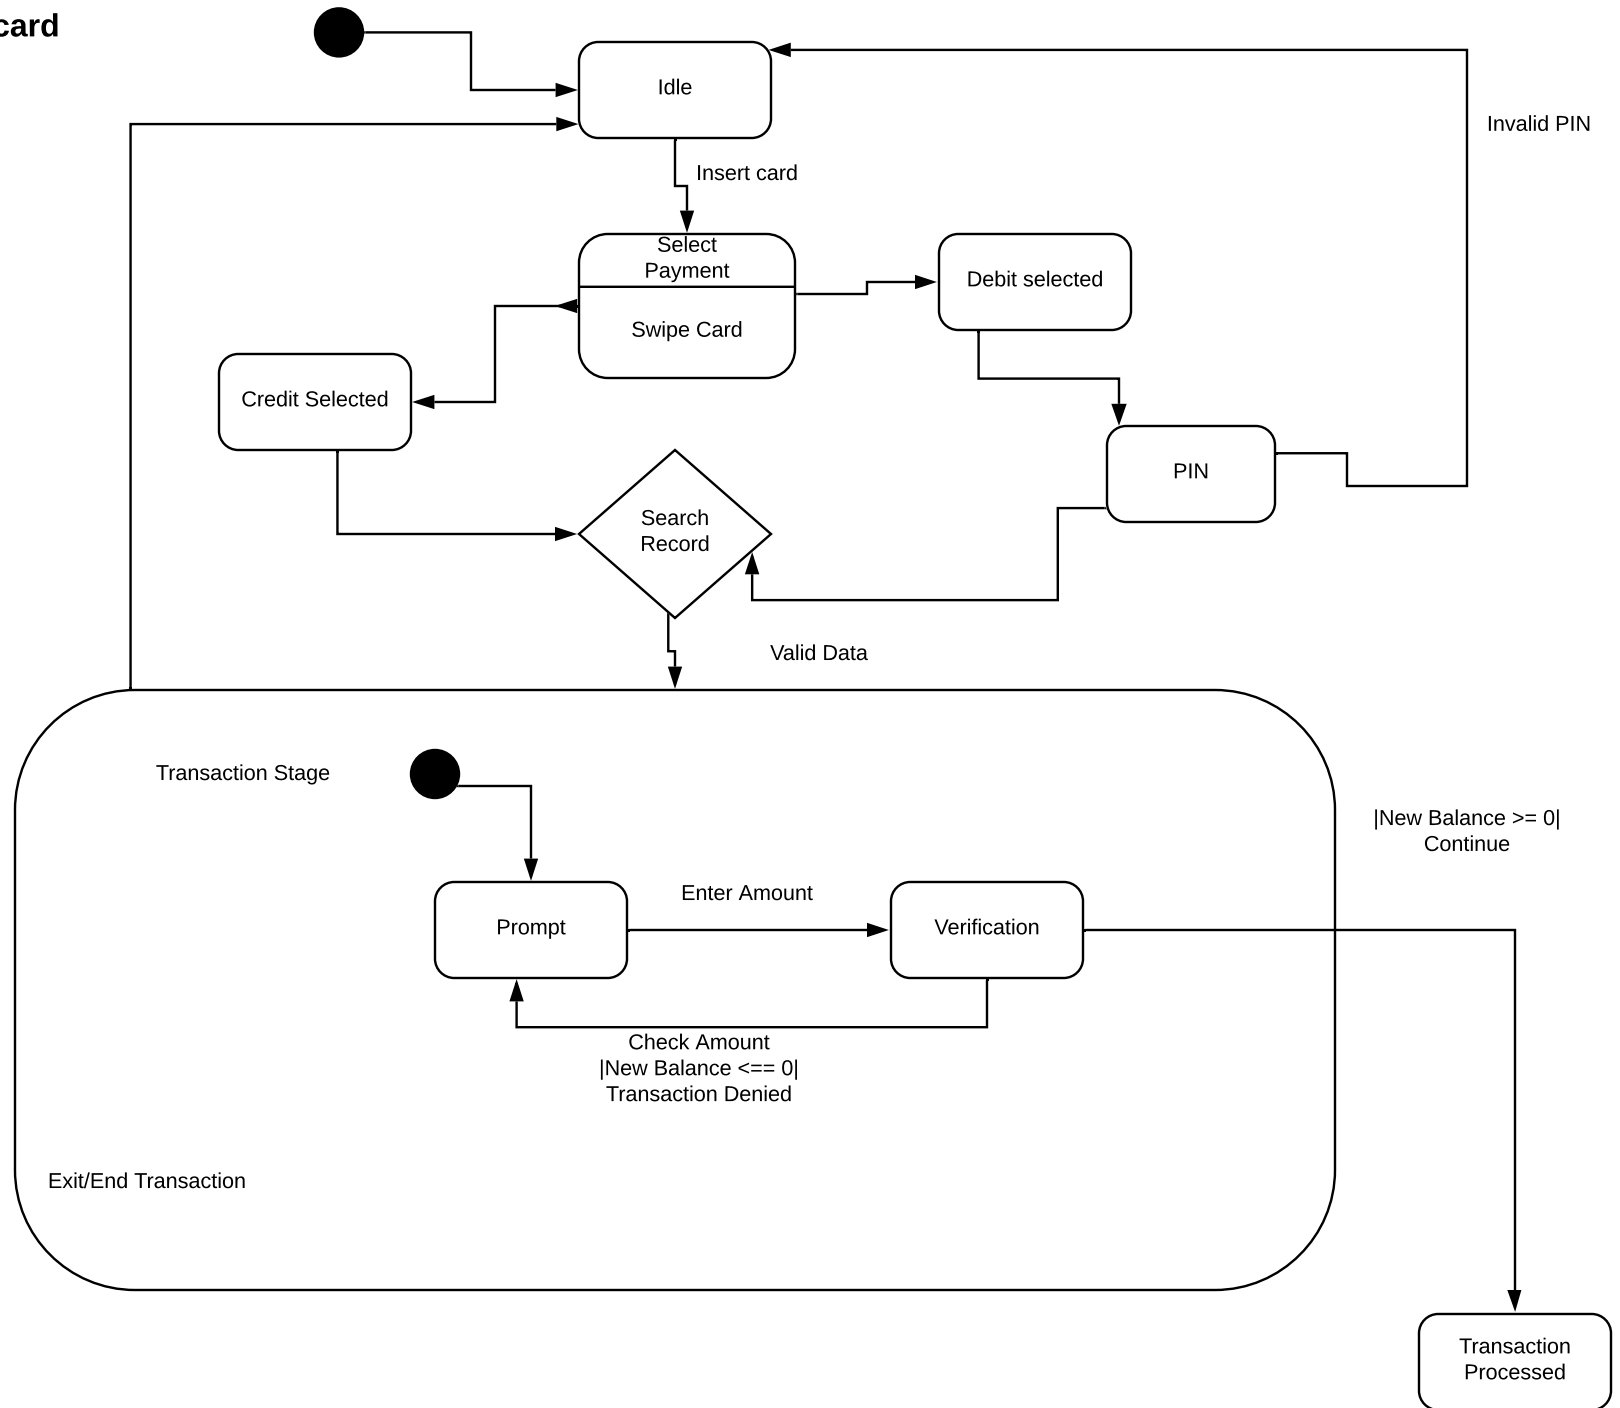 card
Idle
Invalid PIN
Insert card
Select
Payment
Swipe Card
Debit selected
Credit Selected
PIN
Search
Record
Valid Data
Transaction Stage
|New Balance >= 0|
Continue
Enter Amount
Prompt
Verification
Check Amount
|New Balance <== 0|
Transaction Denied
Exit/End Transaction
Transaction
Processed